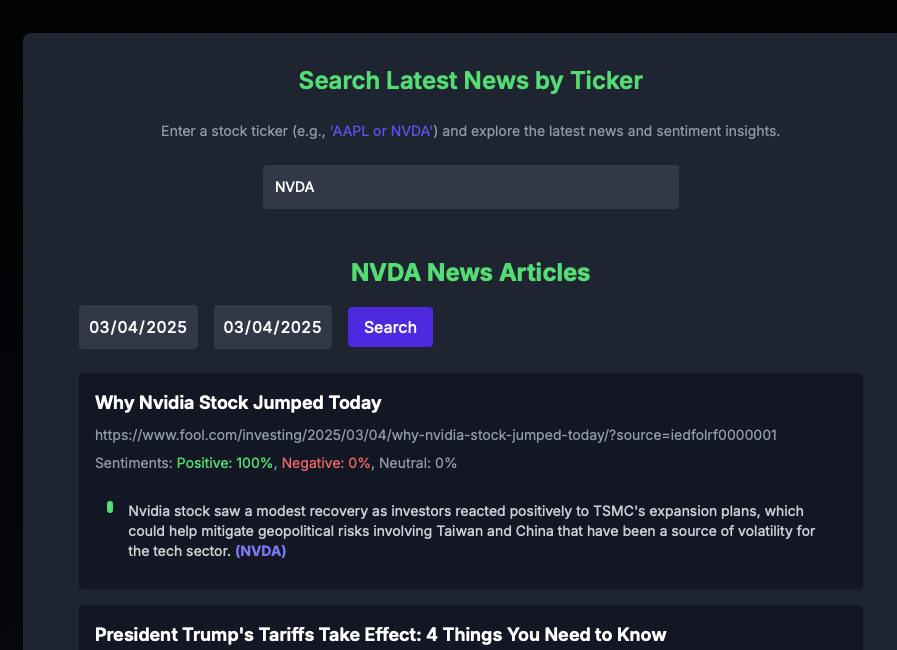 Search Latest News by Ticker
Enter a stock ticker (e.g., 'AAPL or NVDA') and explore the latest news and sentiment insights.
NVDA
NVDA News Articles
03/04/2025 03/04/2025 Search
Why Nvidia Stock Jumped Today
https://www.fool.com/investing/2025/03/04/why-nvidia-stock-jumped-today/?source=iedfolrf0000001
Sentiments: Positive: 100%, Negative: 0%, Neutral: 0%
Nvidia stock saw a modest recovery as investors reacted positively to TSMC's expansion plans, which
could help mitigate geopolitical risks involving Taiwan and China that have been a source of volatility for
the tech sector. (NVDA)
President Trump's Tariffs Take Effect: 4 Things You Need to Know